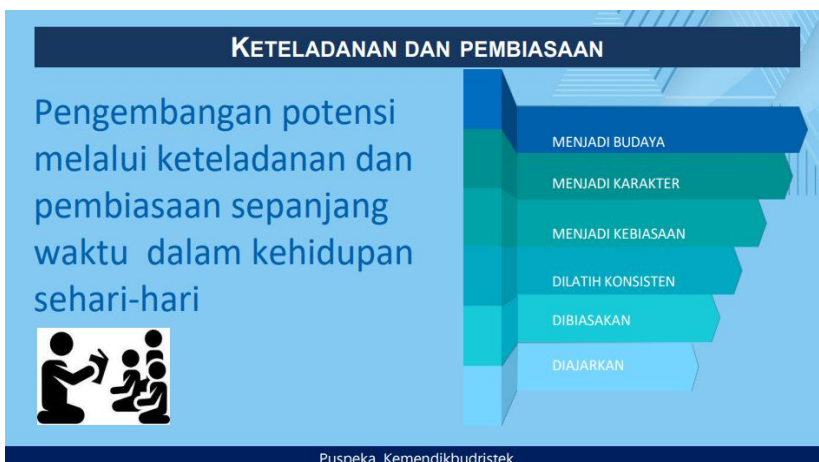 KETELADANAN DAN PEMBIASAAN
Pengembangan potensi
melalui keteladanan dan
pembiasaan sepanjang
waktu dalam kehidupan
sehari-hari
MENJADI BUDAYA
MENJADI KARAKTER
MENJADI KEBIASAAN
DILATIH KONSISTEN
DIBIASAKAN
DIAJARKAN
Puspeka, Kemendikbudristek